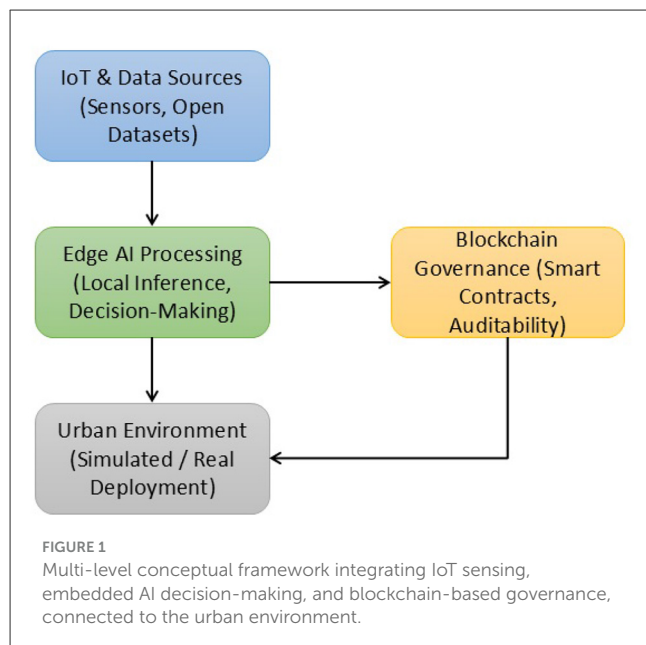 IoT & Data Sources
(Sensors, Open
Datasets)
Edge AI Processing
(Local Inference,
Decision-Making)
Blockchain
Governance (Smart
Contracts,
Auditability)
Urban Environment
(Simulated / Real
Deployment)
FIGURE 1
Multi-level conceptual framework integrating IoT sensing,
embedded AI decision-making, and blockchain-based governance,
connected to the urban environment.